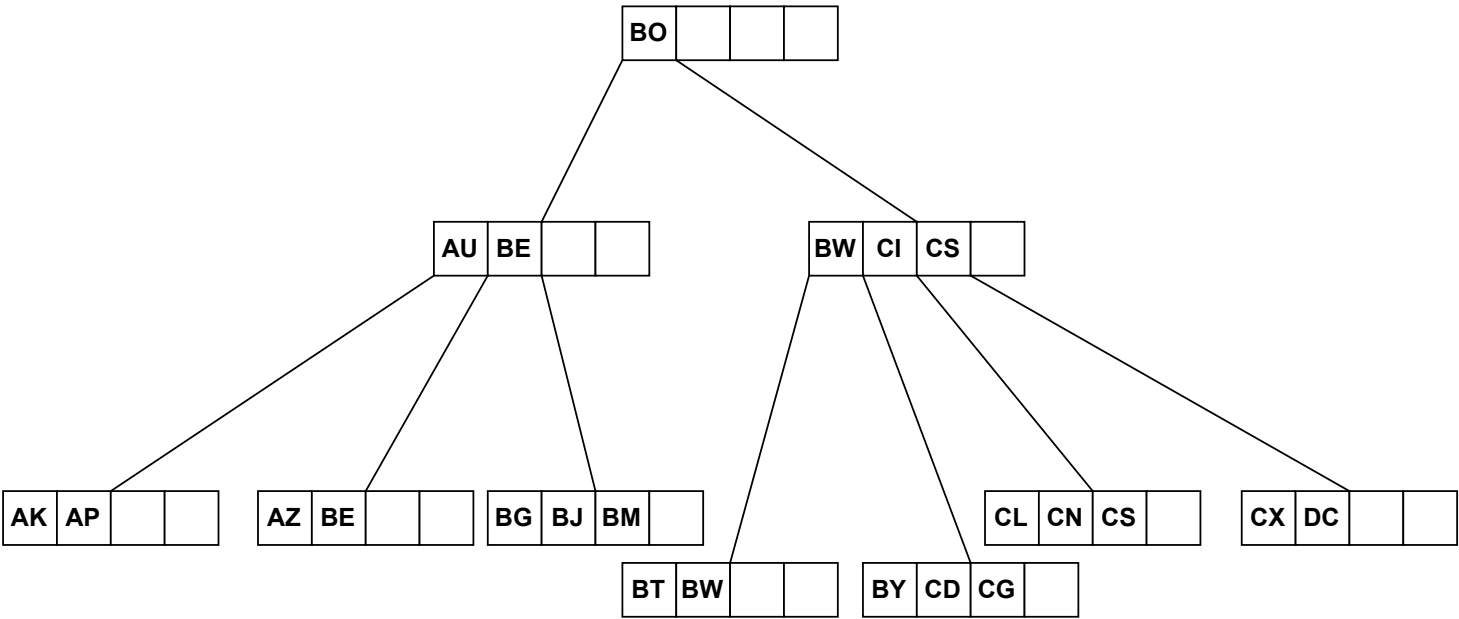 BO
AU BE
BW CI CS
AK AP
AZ BE
BG BJ BM
CL CN CS
CX DC
BT BW
BY CD CG